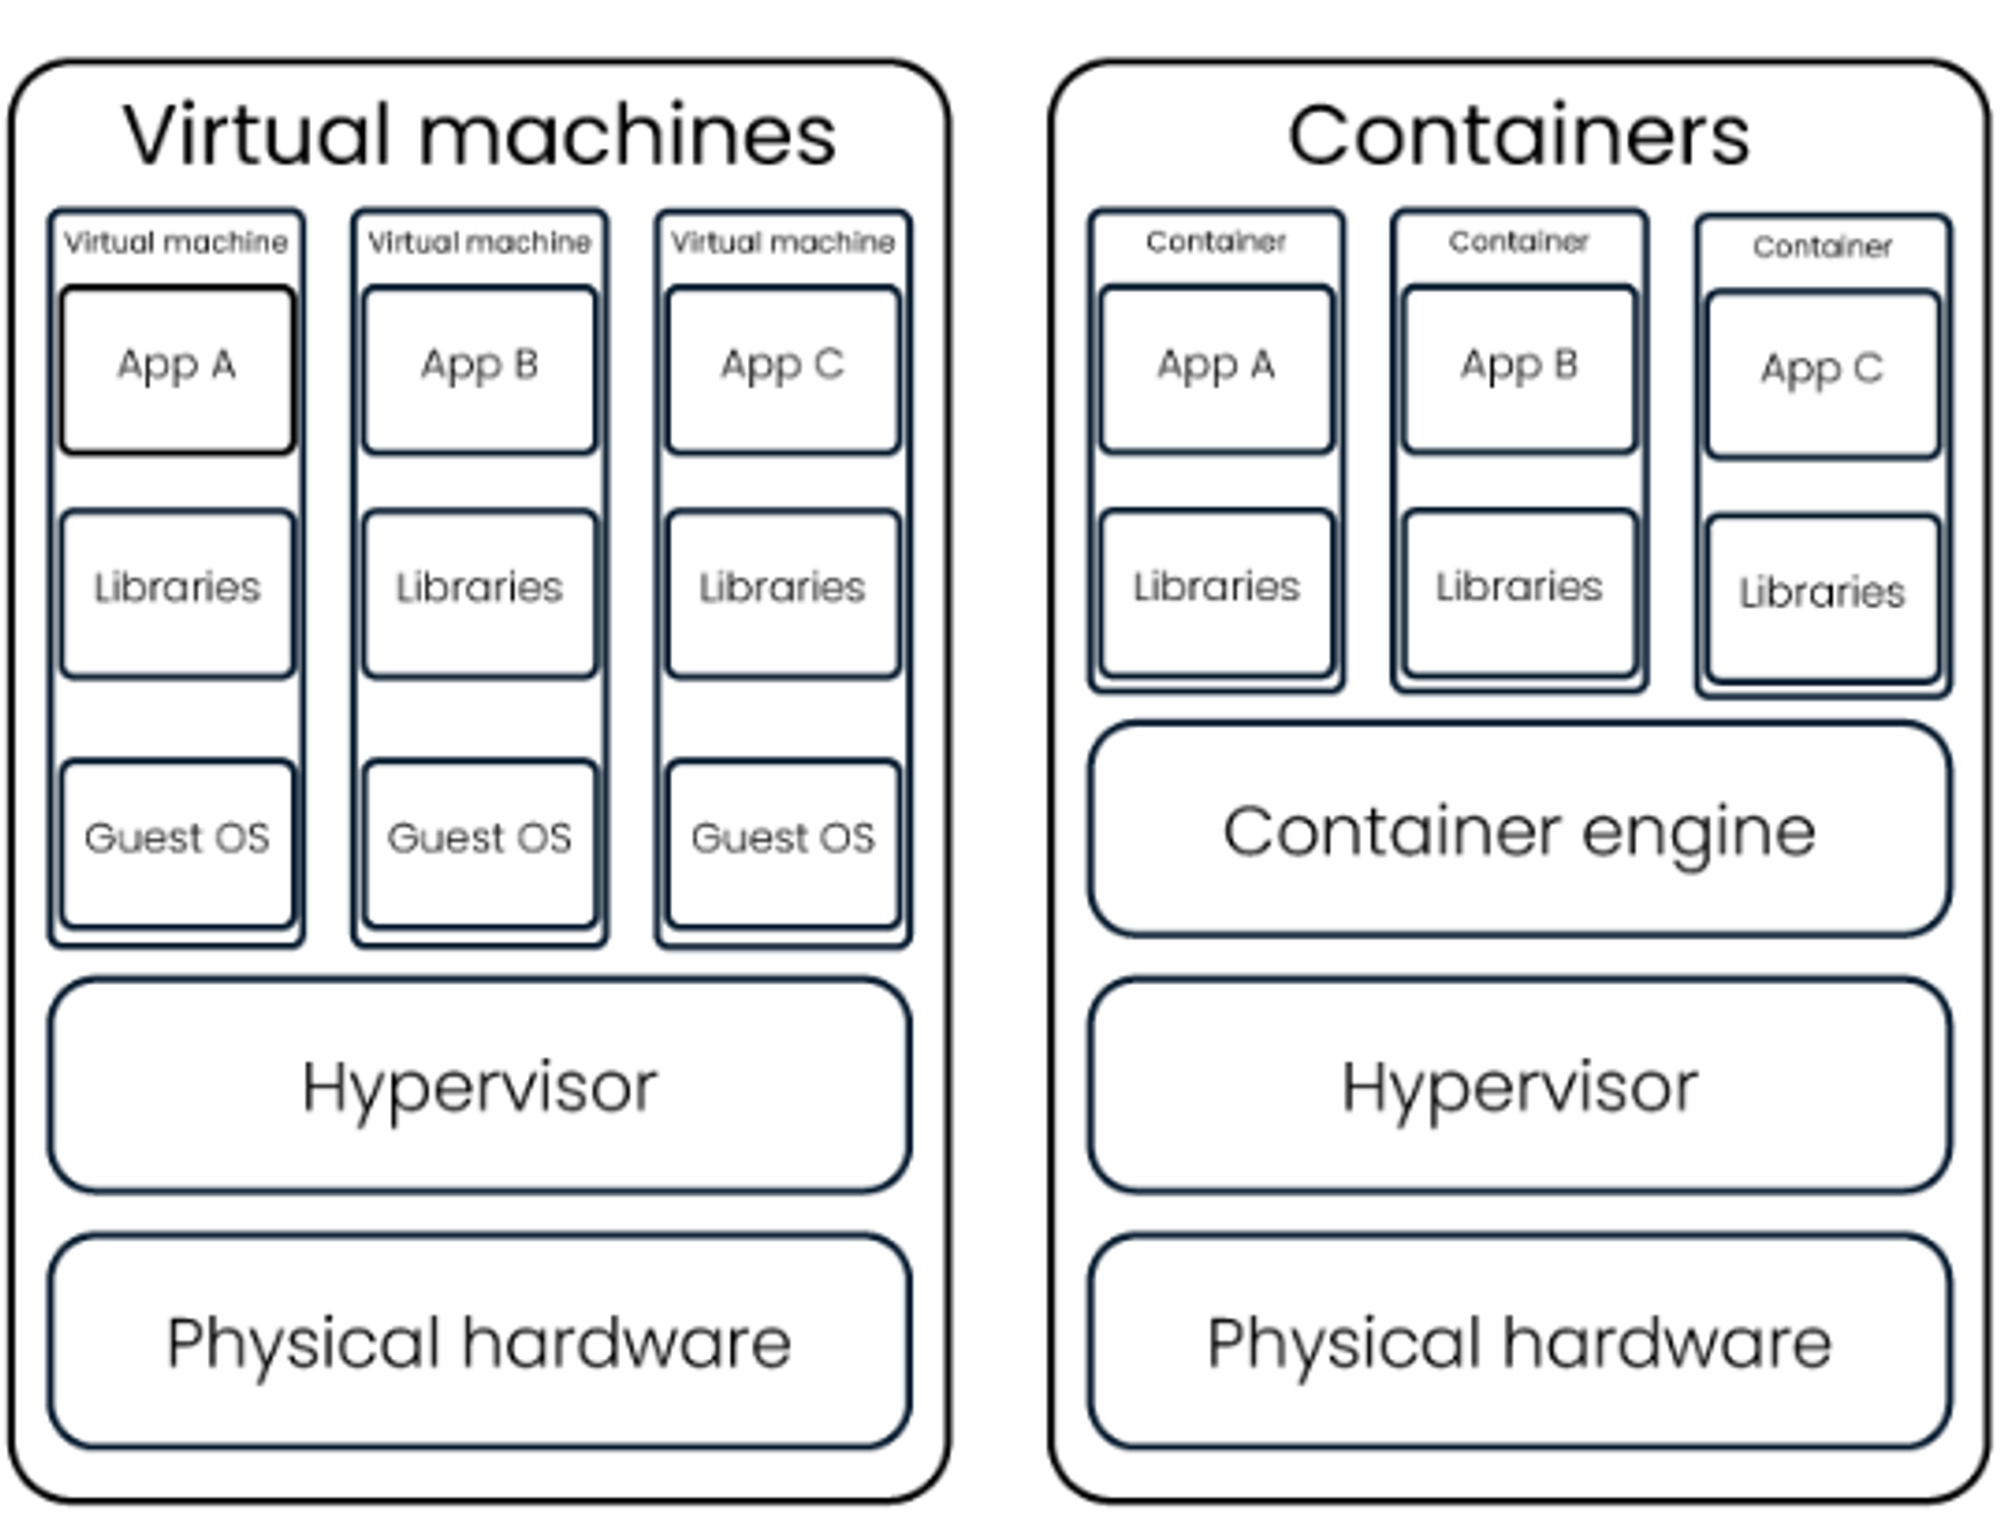 Virtual machines
Virtual machine
Virtual machine
Virtual machine
App A
App B
App C
Libraries
Libraries
Libraries
Guest OS
Guest OS
Guest OS
Hypervisor
Physical hardware
Containers
Container
Container
Container
App A
App B
App C
Libraries
Libraries
Libraries
Container engine
Hypervisor
Physical hardware